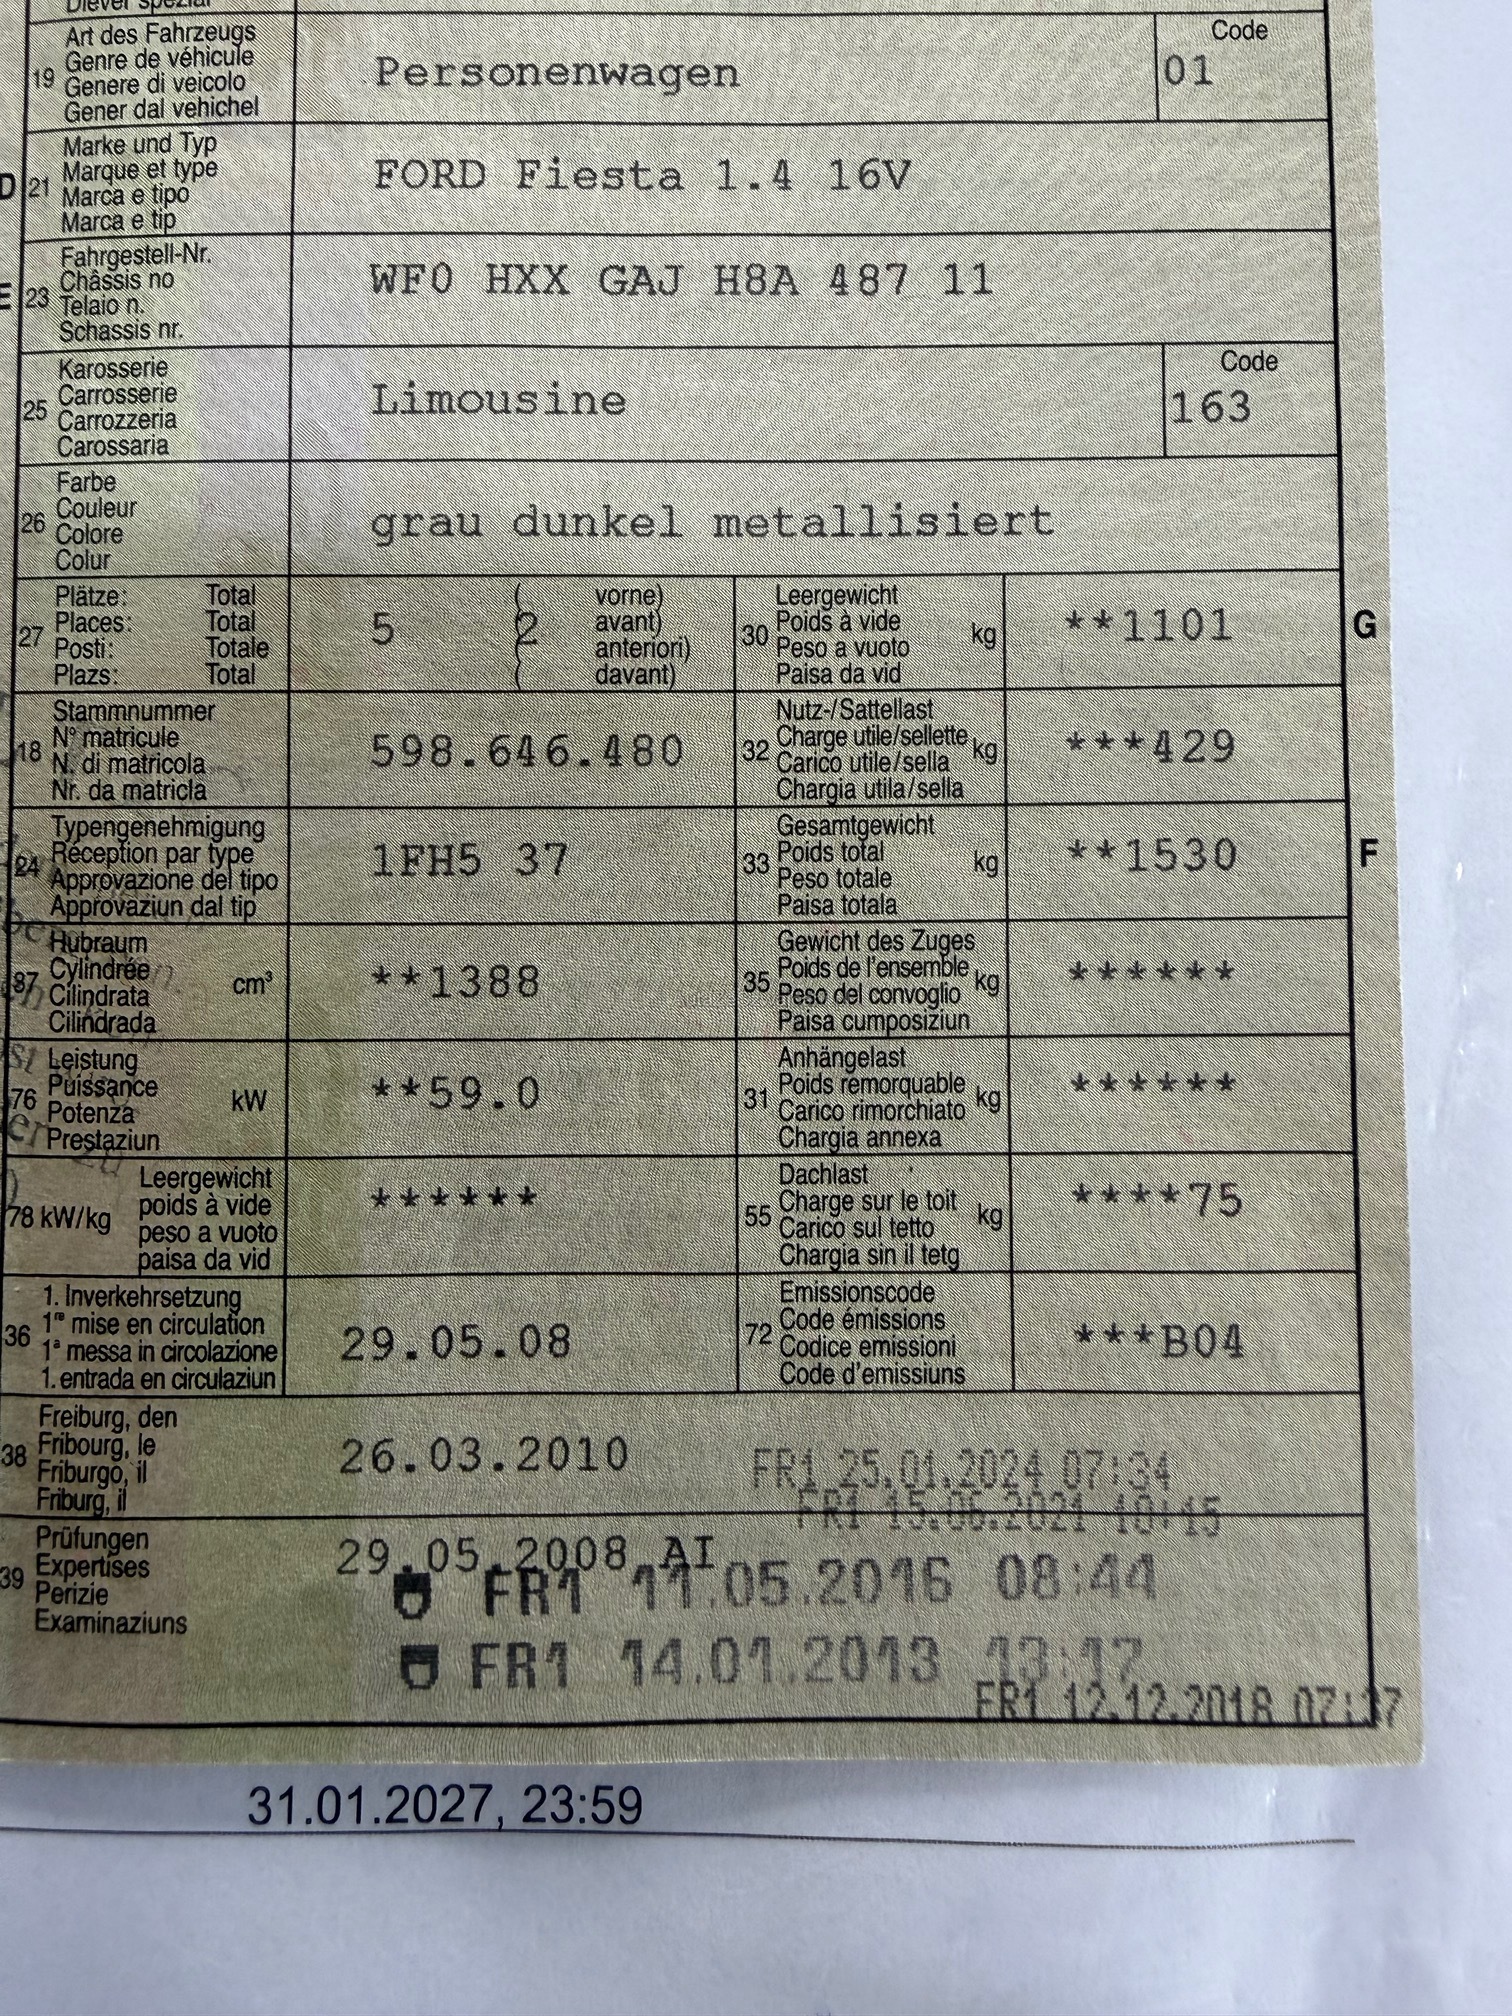 19 Art des Fahrzeugs
Genre de véhicule
Genere di veicolo
Gener dal vehichel
Personenwagen
Code
01
D 21 Marke und Typ
Marque et type
Marca e tipo
Marca e tip
FORD Fiesta 1.4 16V
E 23 Fahrgestell-Nr.
Châssis no
Telaio n.
Schassis nr.
WF0 HXX GAJ H8A 487 11
25 Karosserie
Carrosserie
Carrozzeria
Carossaria
Limousine
Code
163
26 Farbe
Couleur
Colore
Colur
grau dunkel metallisiert
27 Plätze: Total
Places: Total
Posti: Totale
Plazs: Total
5 ( 2 vorne)
( avant)
( anteriori)
( davant)
30 Leergewicht
Poids à vide
Peso a vuoto
Paisa da vid
kg
**1101
G
18 Stammnummer
N° matricule
N. di matricola
Nr. da matricla
598.646.480
32 Nutz-/Sattellast
Charge utile/sellette
Carico utile/sella
Chargia utila/sella
kg
***429
24 Typengenehmigung
Réception par type
Approvazione del tipo
Approvaziun dal tip
1FH5 37
33 Gesamtgewicht
Poids total
Peso totale
Paisa totala
kg
**1530
F
37 Hubraum
Cylindrée
Cilindrata
Cilindrada
cm³
**1388
35 Gewicht des Zuges
Poids de l'ensemble
Peso del convoglio
Paisa cumposiziun
kg
******
76 Leistung
Puissance
Potenza
Prestaziun
kW
**59.0
31 Anhängelast
Poids remorquable
Carico rimorchiato
Chargia annexa
kg
******
78 kW/kg Leergewicht
poids à vide
peso a vuoto
paisa da vid
******
55 Dachlast
Charge sur le toit
Carico sul tetto
Chargia sin il tetg
kg
****75
36 1. Inverkehrsetzung
1re mise en circulation
1a messa in circolazione
1. entrada en circulaziun
29.05.08
72 Emissionscode
Code émissions
Codice emissioni
Code d'emissiuns
***B04
38 Freiburg, den
Fribourg, le
Friburgo, il
Friburg, il
26.03.2010
FR1 25.01.2024 07:34
FR1 15.06.2021 10:15
39 Prüfungen
Expertises
Perizie
Examinaziuns
29.05.2008 AI
FR1 11.05.2016 08:44
FR1 14.01.2013 13:17
FR1 12.12.2018 07:37
31.01.2027, 23:59